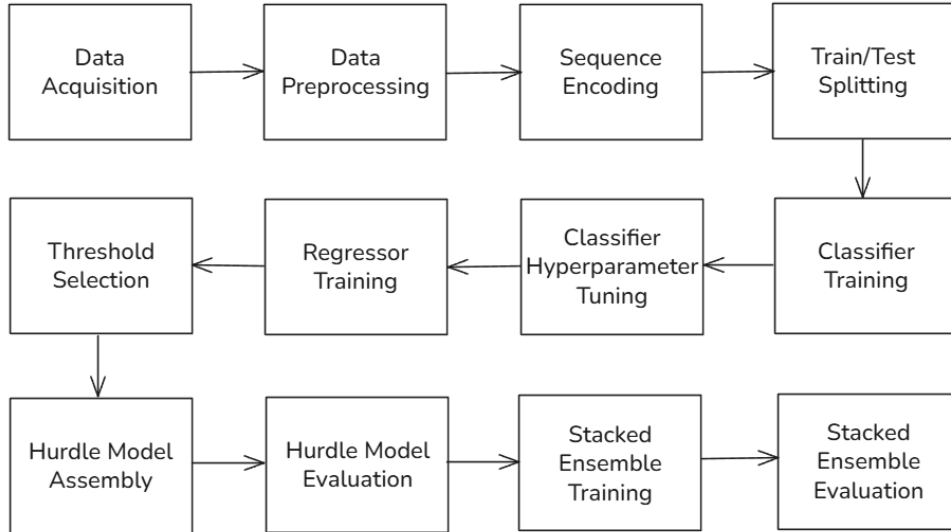 Data
Acquisition
Data
Preprocessing
Sequence
Encoding
Train/Test
Splitting
Classifier
Training
Classifier
Hyperparameter
Tuning
Regressor
Training
Threshold
Selection
Hurdle Model
Assembly
Hurdle Model
Evaluation
Stacked
Ensemble
Training
Stacked
Ensemble
Evaluation